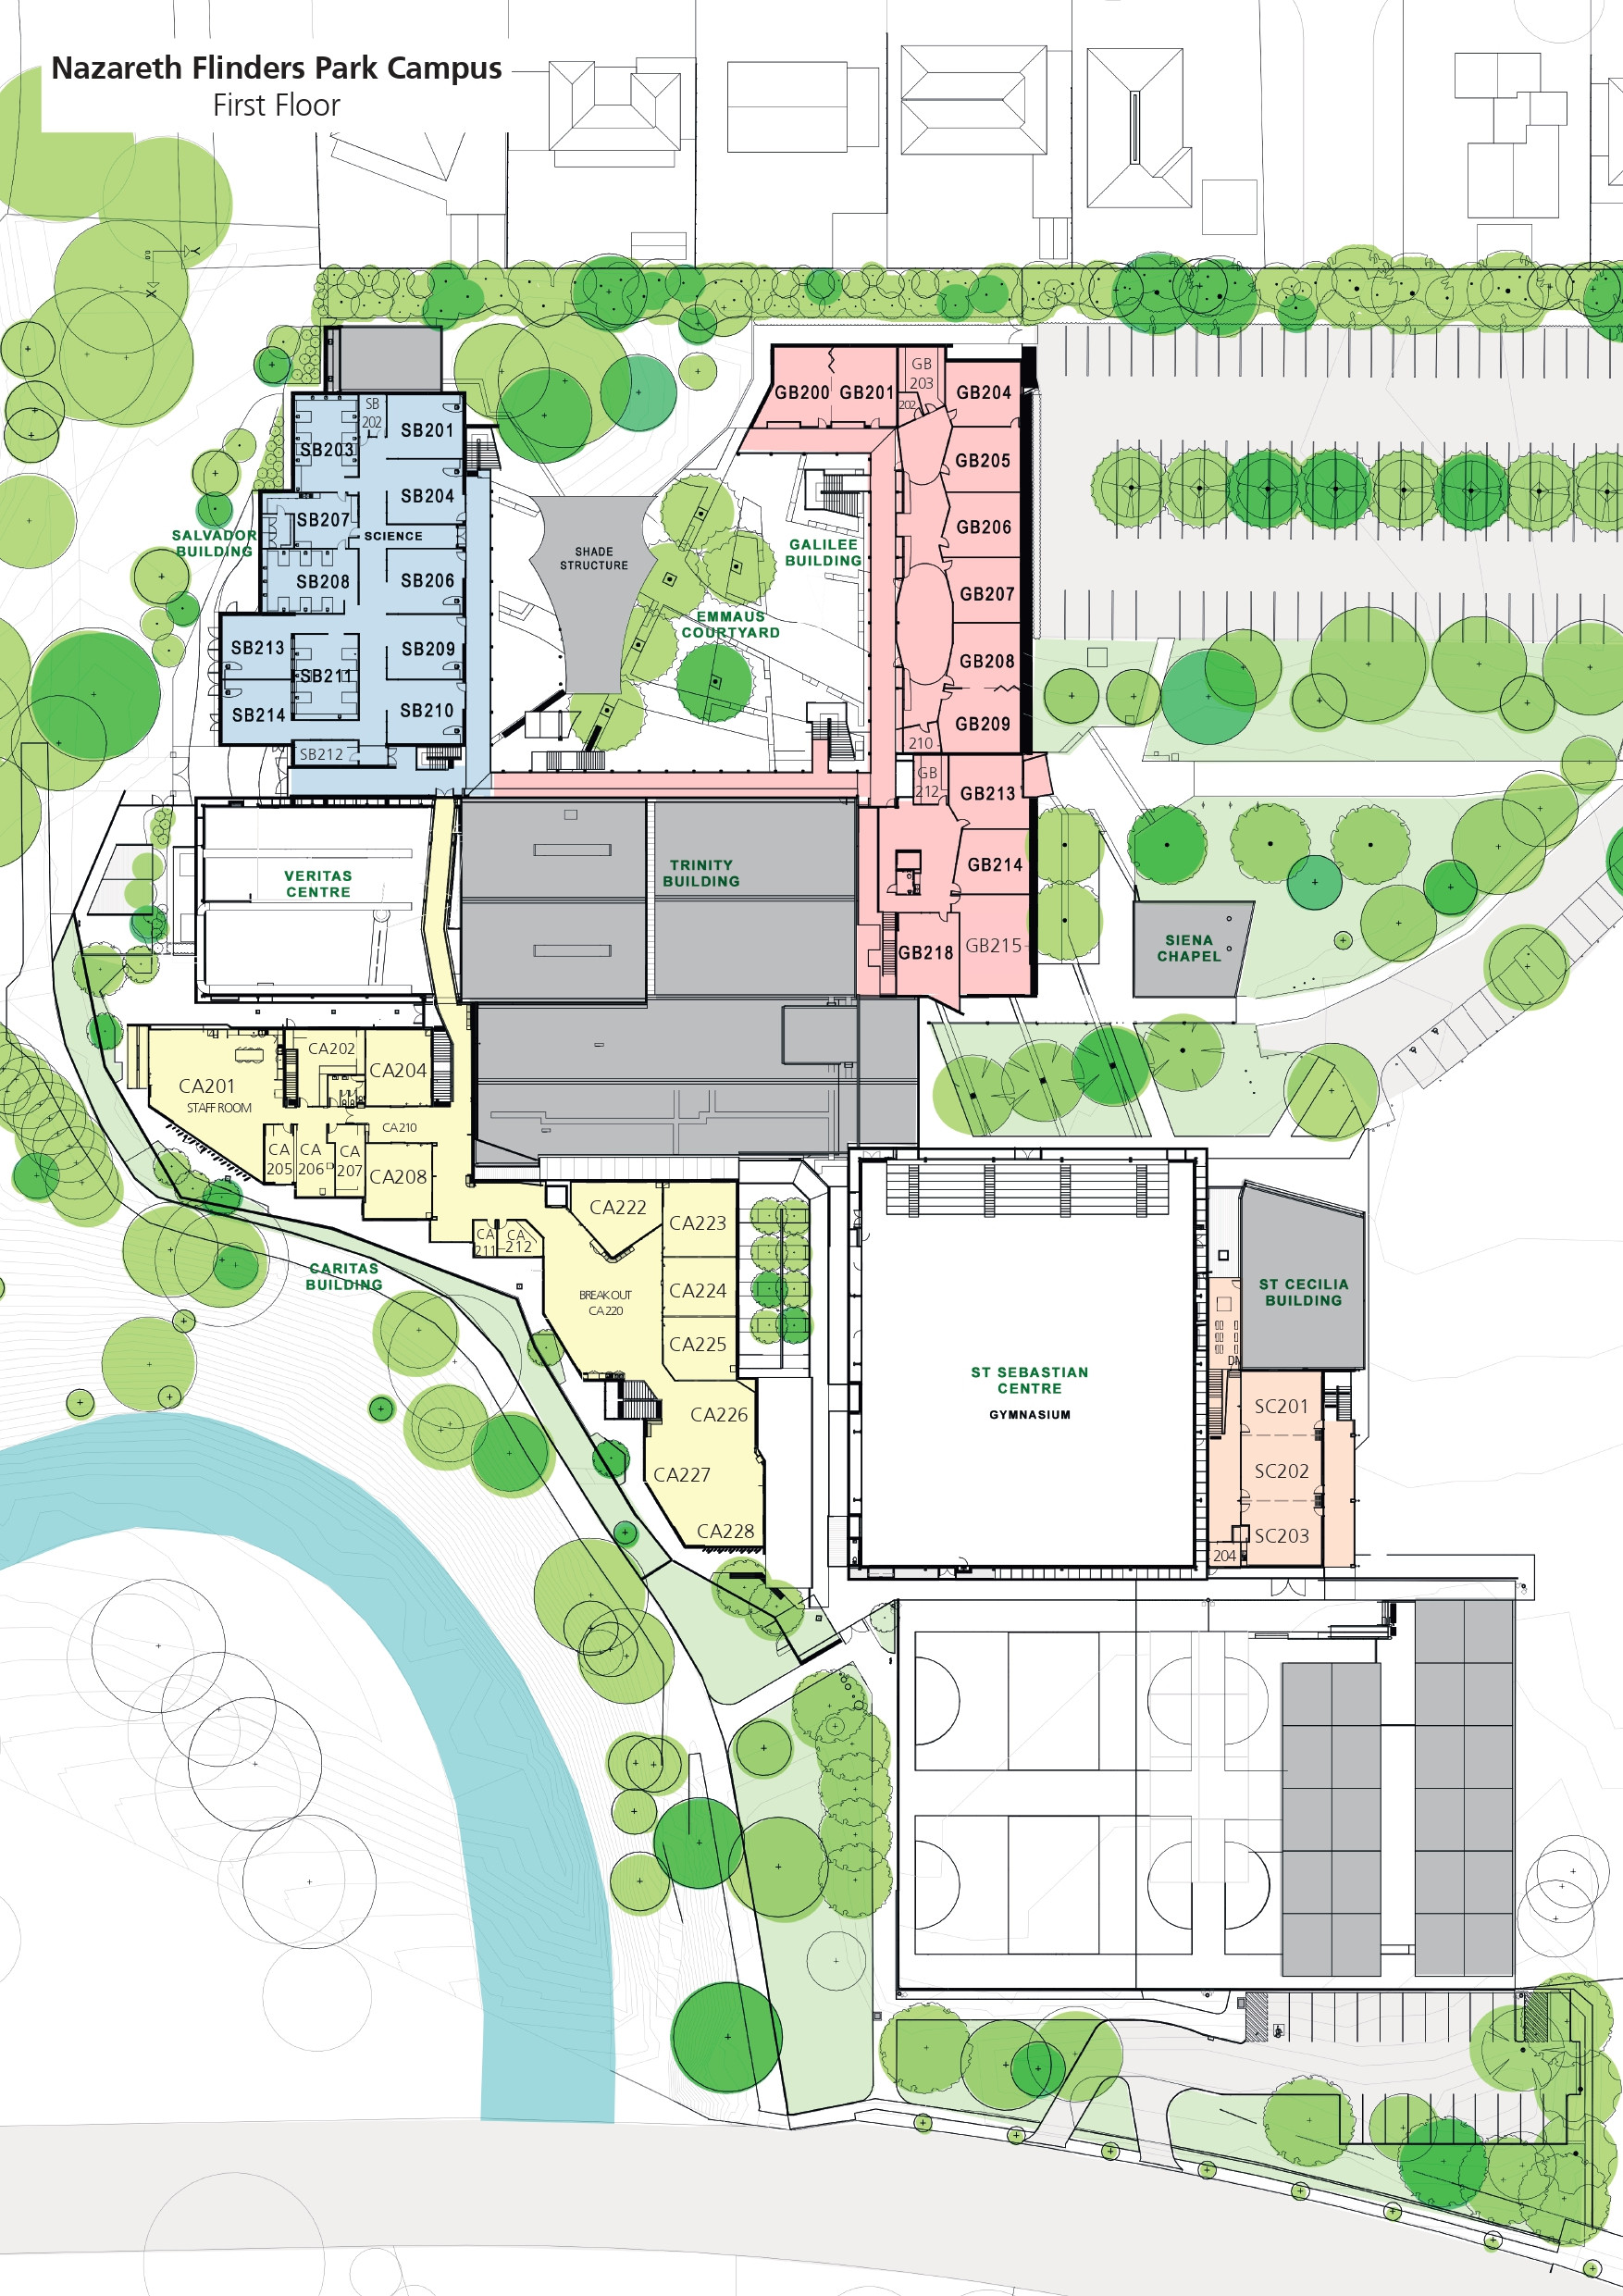 Nazareth Flinders Park Campus
First Floor
SB
202
SB201
SB203
SB204
SB207
SCIENCE
SALVADOR
BUILDING
SB208
SB206
SB213
SB209
SB211
SB214
SB210
SB212
SHADE
STRUCTURE
EMMAUS
COURTYARD
GALILEE
BUILDING
GB200
GB201
GB
203
202
GB204
GB205
GB206
GB207
GB208
GB209
210
GB
212
GB213
GB214
GB215
GB218
VERITAS
CENTRE
TRINITY
BUILDING
SIENA
CHAPEL
CA201
STAFF ROOM
CA202
CA204
CA210
CA
205
CA
206
CA
207
CA208
CA
211
CA
212
CARITAS
BUILDING
CA222
CA223
CA224
CA225
BREAK OUT
CA220
CA226
CA227
CA228
ST SEBASTIAN
CENTRE
GYMNASIUM
ST CECILIA
BUILDING
SC201
SC202
SC203
204